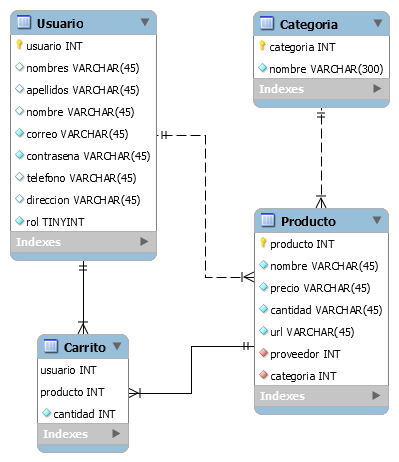 Usuario
usuario INT
nombres VARCHAR(45)
apellidos VARCHAR(45)
nombre VARCHAR(45)
correo VARCHAR(45)
contrasena VARCHAR(45)
telefono VARCHAR(45)
direccion VARCHAR(45)
rol TINYINT
Indexes
Categoria
categoria INT
nombre VARCHAR(300)
Indexes
Producto
producto INT
nombre VARCHAR(45)
precio VARCHAR(45)
cantidad VARCHAR(45)
url VARCHAR(45)
proveedor INT
categoria INT
Indexes
Carrito
usuario INT
producto INT
cantidad INT
Indexes